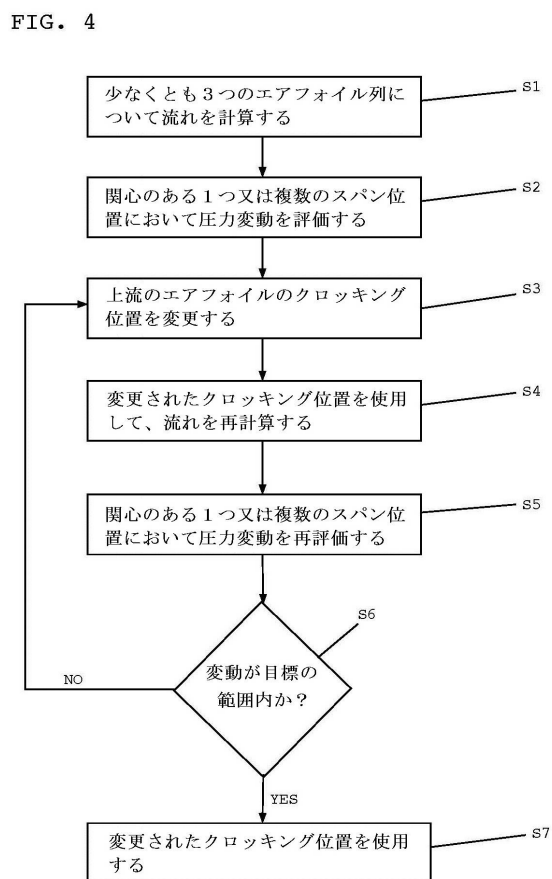 FIG. 4
少なくとも３つのエアフォイル列に
ついて流れを計算する
S1
関心のある１つ又は複数のスパン位
置において圧力変動を評価する
S2
上流のエアフォイルのクロッキング
位置を変更する
S3
変更されたクロッキング位置を使用
して、流れを再計算する
S4
関心のある１つ又は複数のスパン位
置において圧力変動を再評価する
S5
変動が目標の
範囲内か？
S6
NO
YES
変更されたクロッキング位置を使用
する
S7